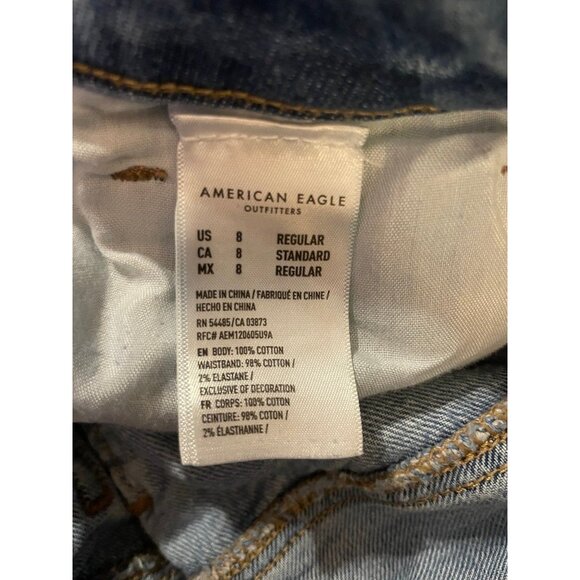 AMERICAN EAGLE
OUTFITTERS
US 8 REGULAR
CA 8 STANDARD
MX 8 REGULAR
MADE IN CHINA / FABRIQUÉ EN CHINE /
HECHO EN CHINA
RN 54485/CA 03873
RFC# AEM120605U9A
EN BODY: 100% COTTON
WAISTBAND: 98% COTTON /
2% ELASTANE /
EXCLUSIVE OF DECORATION
FR CORPS: 100% COTON
CEINTURE: 98% COTON /
2% ÉLASTHANNE /